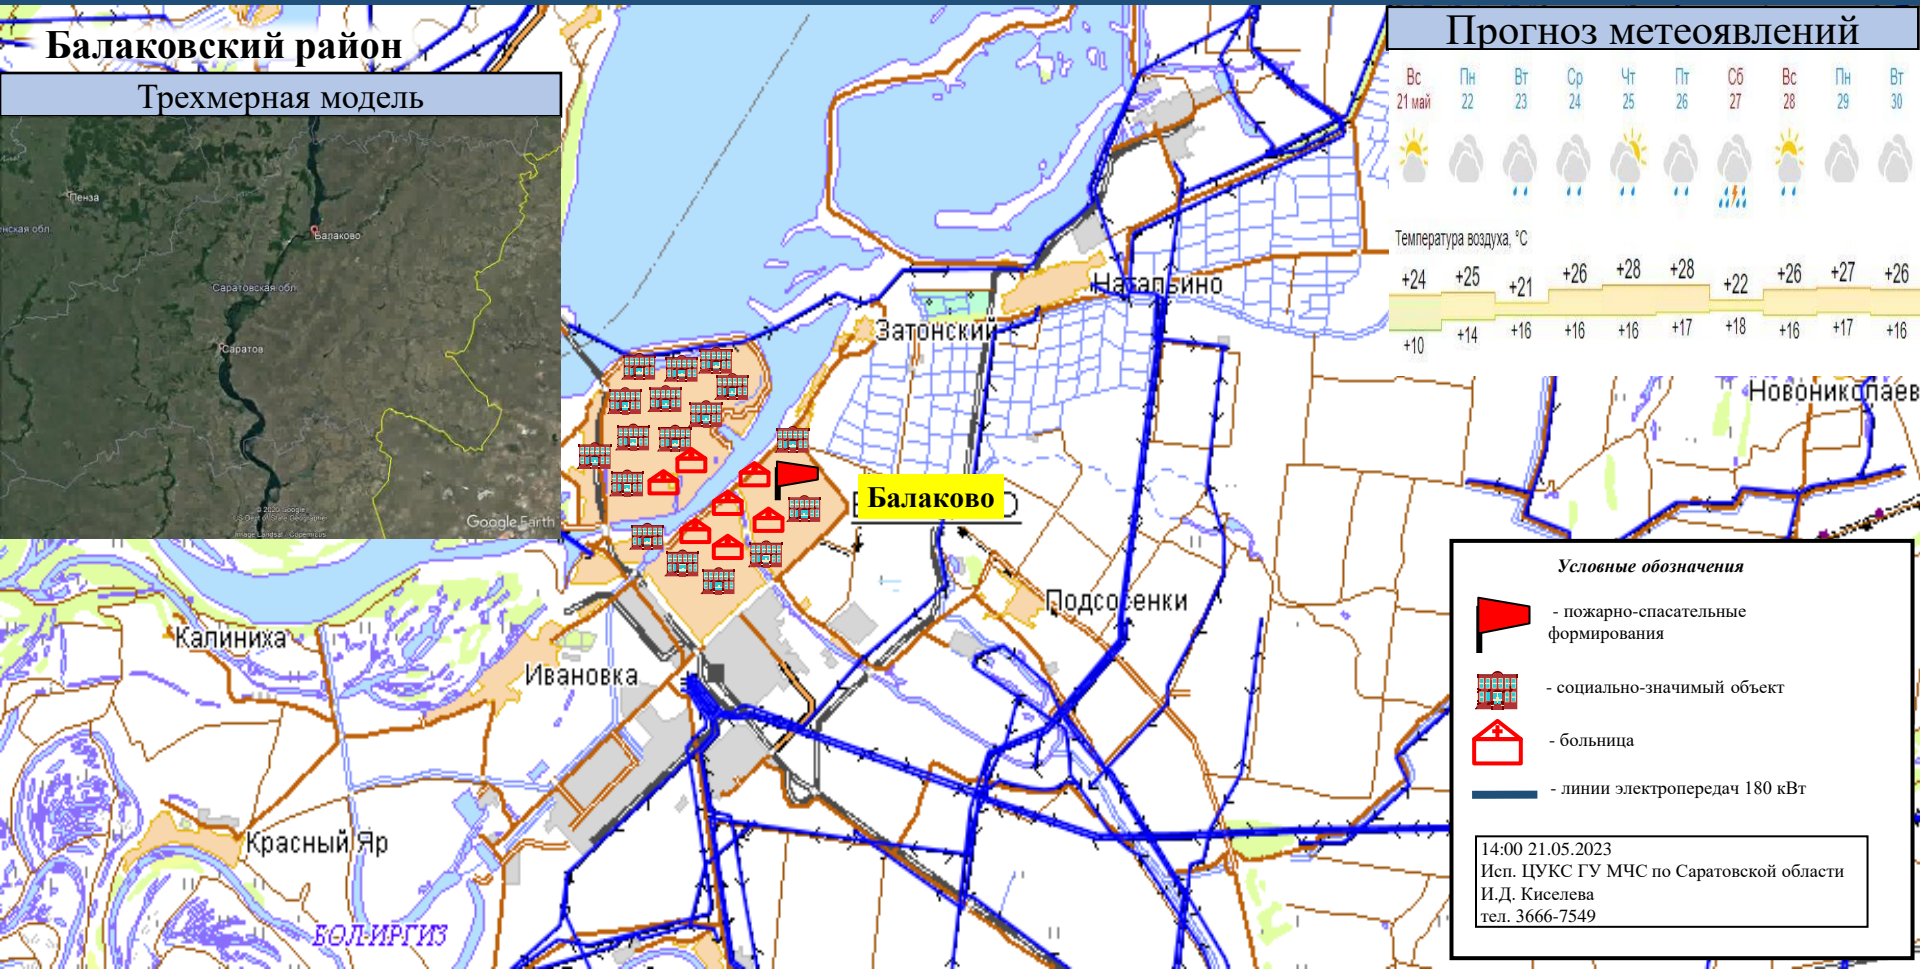 Балаковский район
Трехмерная модель
Пенза
Балаково
Саратовская обл
Саратов
Google Earth
Прогноз метеоявлений
Вс Пн Вт Ср Чт Пт Сб Вс Пн Вт
21 май 22 23 24 25 26 27 28 29 30
Температура воздуха, °C
+24 +25 +21 +26 +28 +28 +22 +26 +27 +26
+10 +14 +16 +16 +16 +17 +18 +16 +17 +16
Натальино
Затонский
Новониколаев
Балаково
Подсосенки
Калиниха
Ивановка
Красный Яр
БОЛ.ИРГИЗ
Условные обозначения
- пожарно-спасательные
формирования
- социально-значимый объект
- больница
- линии электропередач 180 кВт
14:00 21.05.2023
Исп. ЦУКС ГУ МЧС по Саратовской области
И.Д. Киселева
тел. 3666-7549